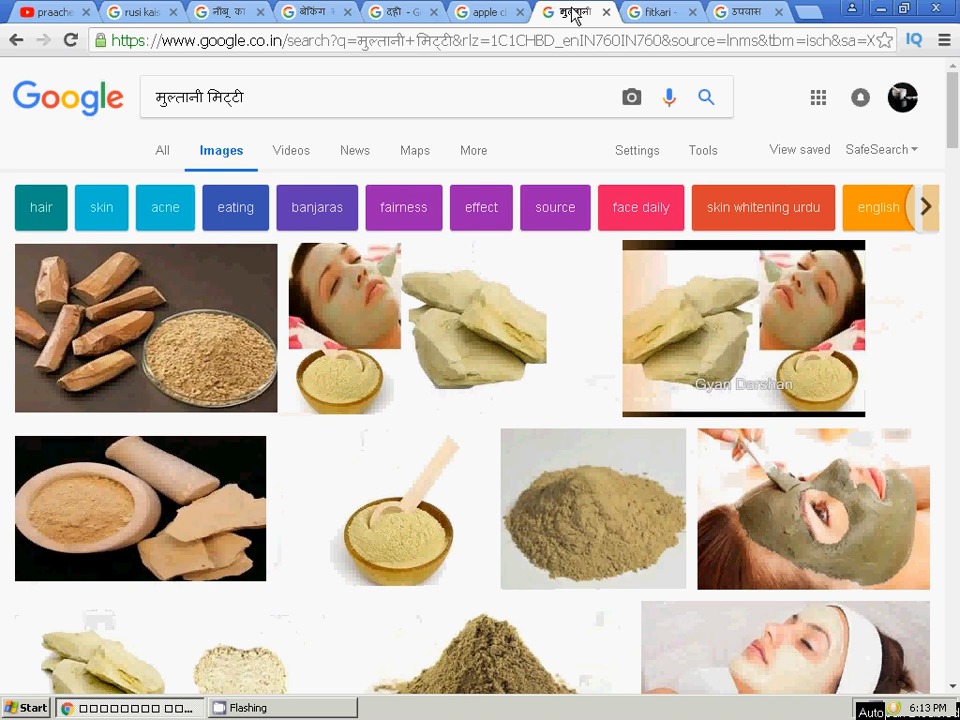 praache
rusi kais
नींबू का
बेकिंग
दही - G
apple ci
मुल्तानी
fitkari -
उपवास
https://www.google.co.in/search?q=मुल्तानी+मिट्टी&rlz=1C1CHBD_enIN760IN760&source=lnms&tbm=isch&sa=X
IQ
Google
मुल्तानी मिट्टी
All Images Videos News Maps More Settings Tools View saved SafeSearch
hair skin acne eating banjaras fairness effect source face daily skin whitening urdu english
Gyan Darshan
Start
Flashing
6:13 PM